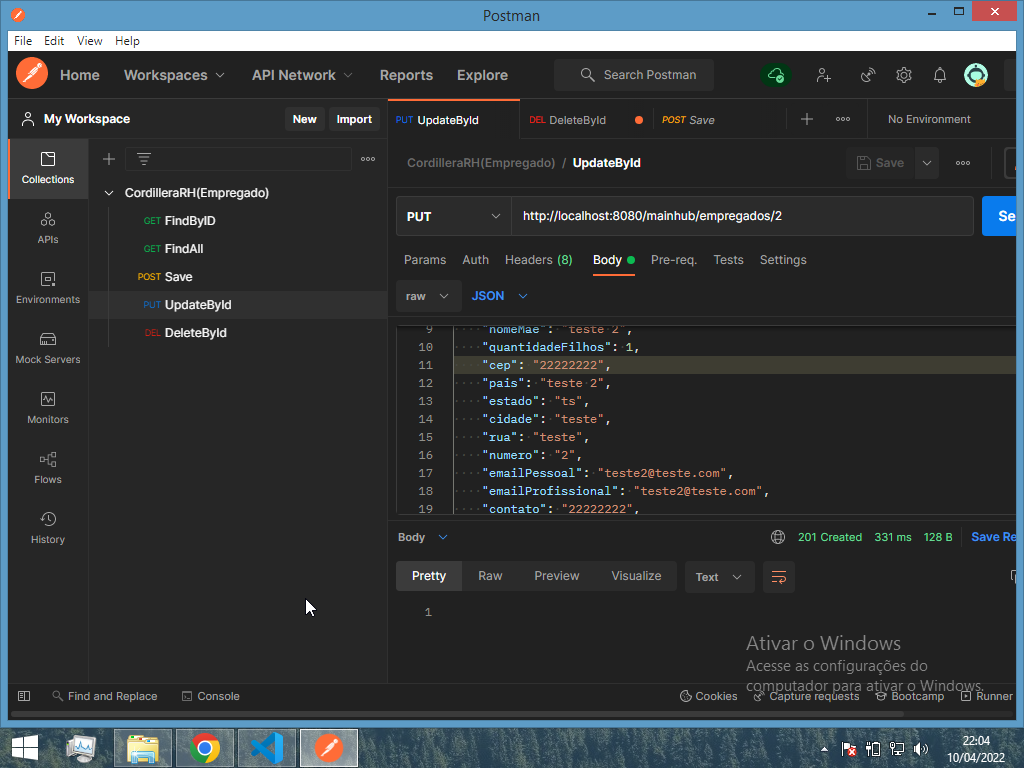 Postman
File Edit View Help
Home Workspaces API Network Reports Explore Search Postman
My Workspace New Import PUT UpdateById DEL DeleteById POST Save No Environment
Collections
APIs
Environments
Mock Servers
Monitors
Flows
History
CordilleraRH(Empregado)
GET FindByID
GET FindAll
POST Save
PUT UpdateById
DEL DeleteById
CordilleraRH(Empregado) / UpdateById Save
PUT http://localhost:8080/mainhub/empregados/2 Se
Params Auth Headers (8) Body Pre-req. Tests Settings
raw JSON
9 "nomeMae": "teste 2",
10 "quantidadeFilhos": 1,
11 "cep": "22222222",
12 "pais": "teste 2",
13 "estado": "ts",
14 "cidade": "teste",
15 "rua": "teste",
16 "numero": "2",
17 "emailPessoal": "teste2@teste.com",
18 "emailProfissional": "teste2@teste.com",
19 "contato": "22222222",
Body 201 Created 331 ms 128 B Save Re
Pretty Raw Preview Visualize Text
1
Ativar o Windows
Acesse as configurações do
computador para ativar o Windows.
Find and Replace Console Cookies Capture requests Bootcamp Runner
22:04
10/04/2022